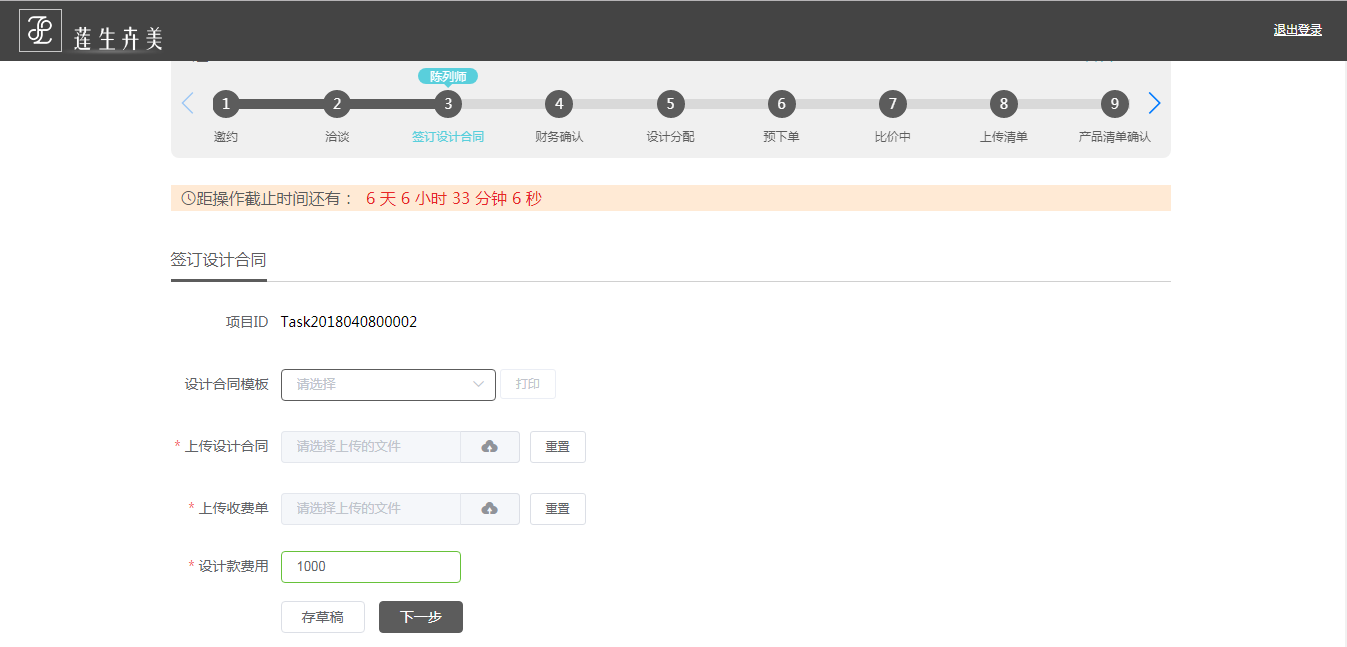 莲生卉美
退出登录
陈列师
1 2 3 4 5 6 7 8 9
邀约 洽谈 签订设计合同 财务确认 设计分配 预下单 比价中 上传清单 产品清单确认
距操作截止时间还有： 6 天 6 小时 33 分钟 6 秒
签订设计合同
项目ID Task2018040800002
设计合同模板 请选择 打印
* 上传设计合同 请选择上传的文件 重置
* 上传收费单 请选择上传的文件 重置
* 设计款费用 1000
存草稿 下一步